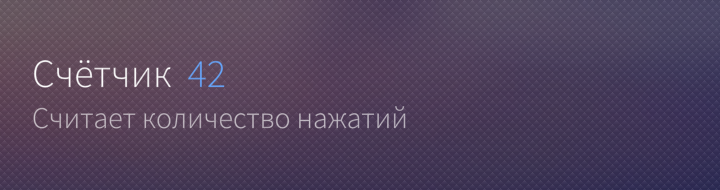 Счётчик 42
Считает количество нажатий